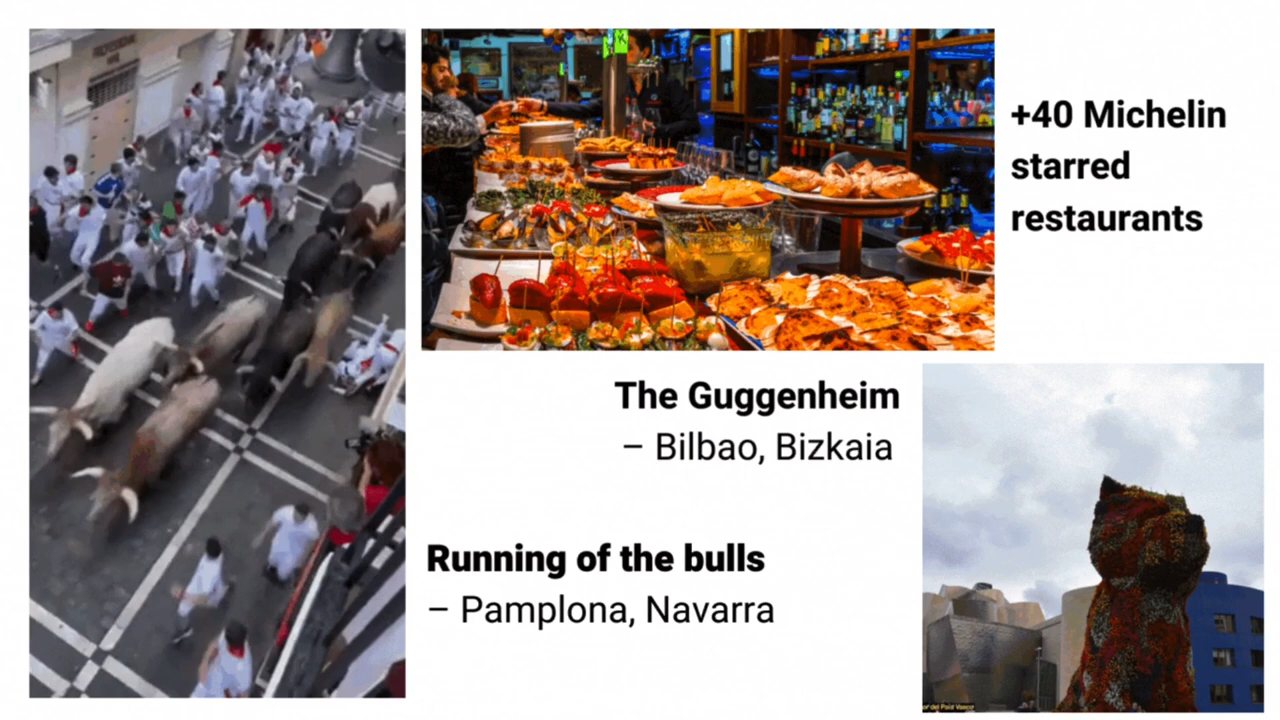 +40 Michelin
starred
restaurants
The Guggenheim
– Bilbao, Bizkaia
Running of the bulls
– Pamplona, Navarra